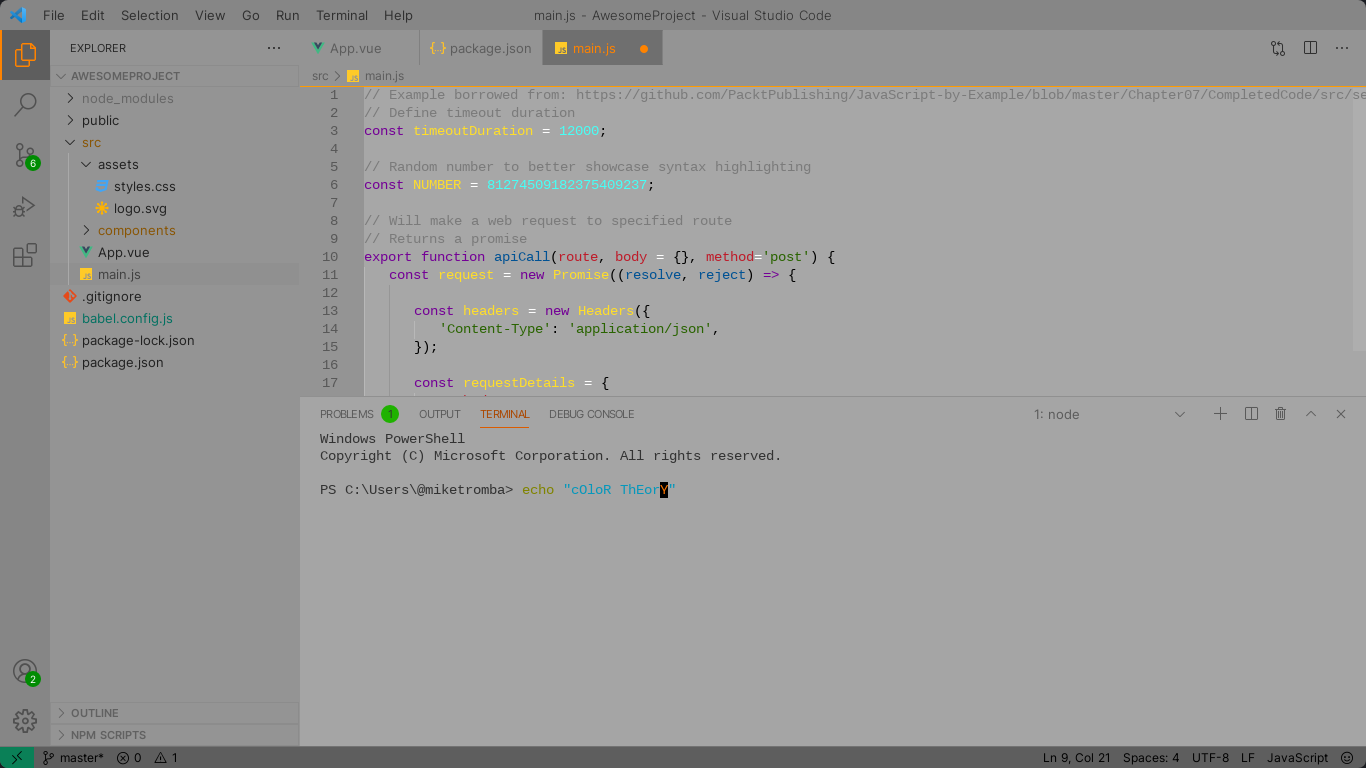 File Edit Selection View Go Run Terminal Help main.js - AwesomeProject - Visual Studio Code
EXPLORER
AWESOMEPROJECT
node_modules
public
src
assets
styles.css
logo.svg
components
App.vue
main.js
.gitignore
babel.config.js
package-lock.json
package.json
OUTLINE
NPM SCRIPTS
6
2
App.vue package.json main.js
src main.js
1 // Example borrowed from: https://github.com/PacktPublishing/JavaScript-by-Example/blob/master/Chapter07/CompletedCode/src/se
2 // Define timeout duration
3 const timeoutDuration = 12000;
4
5 // Random number to better showcase syntax highlighting
6 const NUMBER = 81274509182375409237;
7
8 // Will make a web request to specified route
9 // Returns a promise
10 export function apiCall(route, body = {}, method='post') {
11 const request = new Promise((resolve, reject) => {
12
13 const headers = new Headers({
14 'Content-Type': 'application/json',
15 });
16
17 const requestDetails = {
PROBLEMS 1 OUTPUT TERMINAL DEBUG CONSOLE 1: node
Windows PowerShell
Copyright (C) Microsoft Corporation. All rights reserved.
PS C:\Users\@miketromba> echo "cOloR ThEorY"
master* 0 1 Ln 9, Col 21 Spaces: 4 UTF-8 LF JavaScript